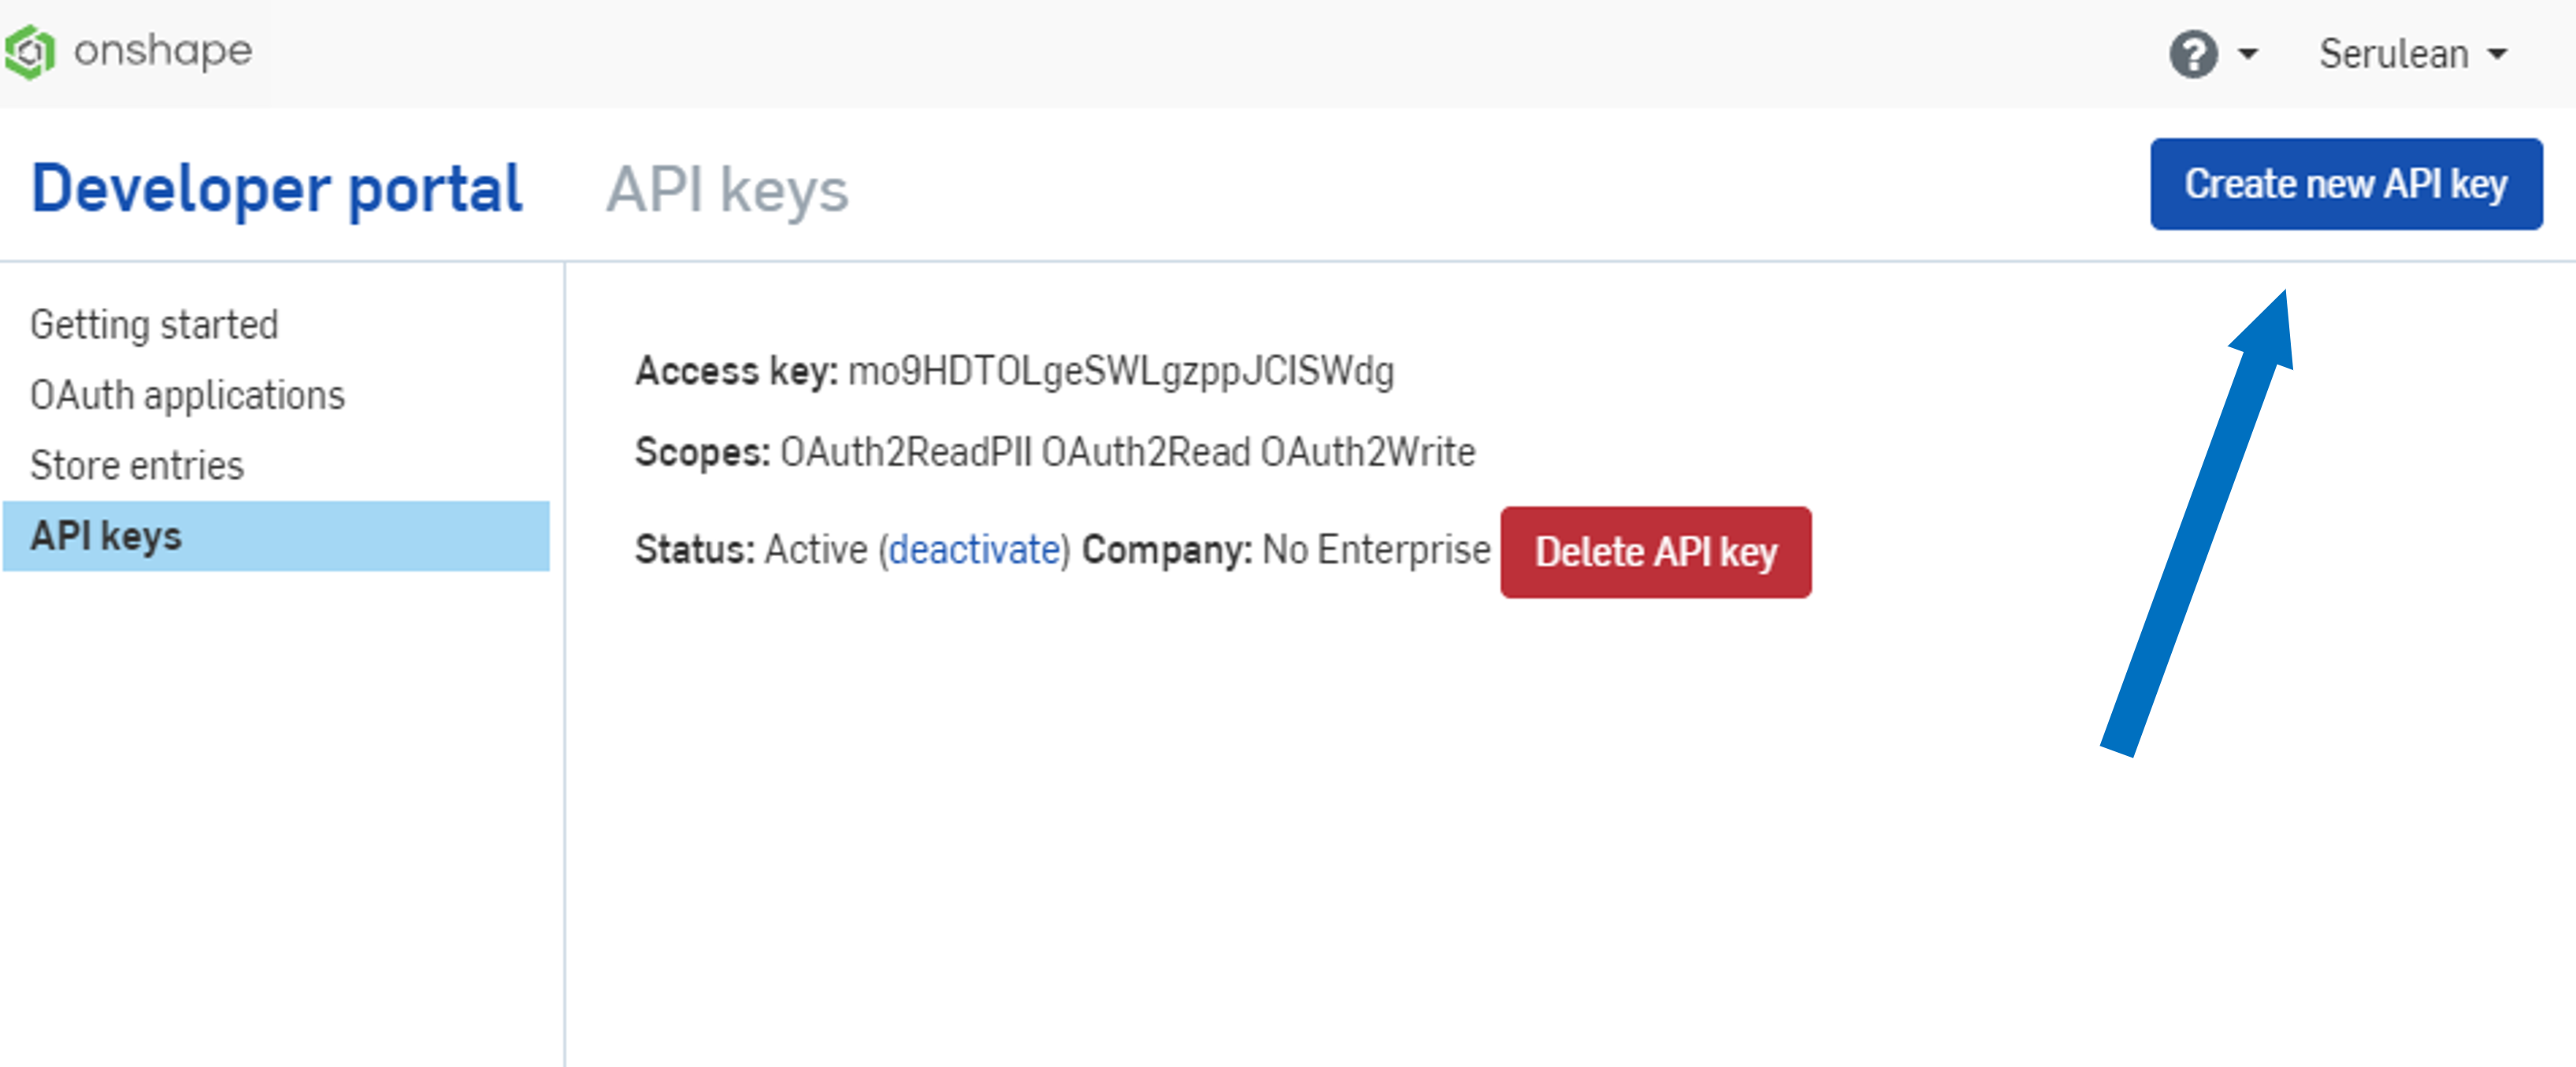 onshape
? Serulean
Developer portal API keys Create new API key
Getting started
OAuth applications
Store entries
API keys
Access key: mo9HDTOLgeSWLgzppJCISWdg
Scopes: OAuth2ReadPII OAuth2Read OAuth2Write
Status: Active (deactivate) Company: No Enterprise Delete API key